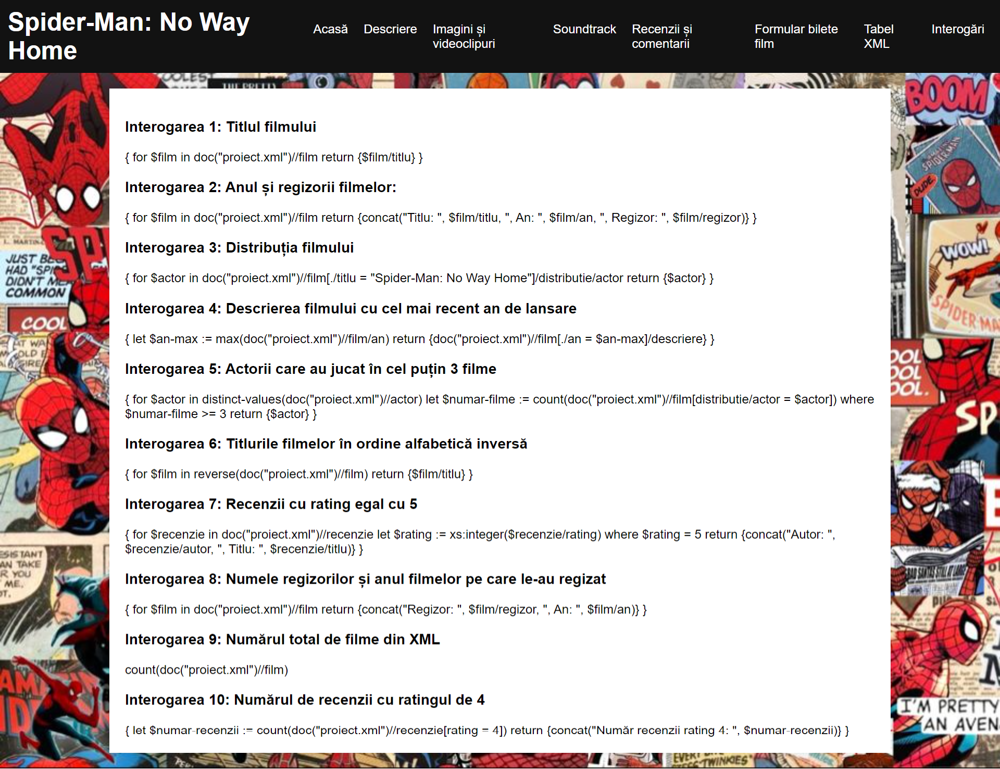 Spider-Man: No Way
Home
Acasă
Descriere
Imagini și
videoclipuri
Soundtrack
Recenzii și
comentarii
Formular bilete
film
Tabel
XML
Interogări
Interogarea 1: Titlul filmului
{ for $film in doc("proiect.xml")//film return {$film/titlu} }
Interogarea 2: Anul și regizorii filmelor:
{ for $film in doc("proiect.xml")//film return {concat("Titlu: ", $film/titlu, ", An: ", $film/an, ", Regizor: ", $film/regizor)} }
Interogarea 3: Distribuția filmului
{ for $actor in doc("proiect.xml")//film[./titlu = "Spider-Man: No Way Home"]/distributie/actor return {$actor} }
Interogarea 4: Descrierea filmului cu cel mai recent an de lansare
{ let $an-max := max(doc("proiect.xml")//film/an) return {doc("proiect.xml")//film[./an = $an-max]/descriere} }
Interogarea 5: Actorii care au jucat în cel puțin 3 filme
{ for $actor in distinct-values(doc("proiect.xml")//actor) let $numar-filme := count(doc("proiect.xml")//film[distributie/actor = $actor]) where
$numar-filme >= 3 return {$actor} }
Interogarea 6: Titlurile filmelor în ordine alfabetică inversă
{ for $film in reverse(doc("proiect.xml")//film) return {$film/titlu} }
Interogarea 7: Recenzii cu rating egal cu 5
{ for $recenzie in doc("proiect.xml")//recenzie let $rating := xs:integer($recenzie/rating) where $rating = 5 return {concat("Autor: ",
$recenzie/autor, ", Titlu: ", $recenzie/titlu)} }
Interogarea 8: Numele regizorilor și anul filmelor pe care le-au regizat
{ for $film in doc("proiect.xml")//film return {concat("Regizor: ", $film/regizor, ", An: ", $film/an)} }
Interogarea 9: Numărul total de filme din XML
count(doc("proiect.xml")//film)
Interogarea 10: Numărul de recenzii cu ratingul de 4
{ let $numar-recenzii := count(doc("proiect.xml")//recenzie[rating = 4]) return {concat("Număr recenzii rating 4: ", $numar-recenzii)} }
BOOM
SPIDER-MAN
DUDE
WOW!
JUST
HAD
DIDN'T
COMMON
COOL
I'M PRETTY
AN